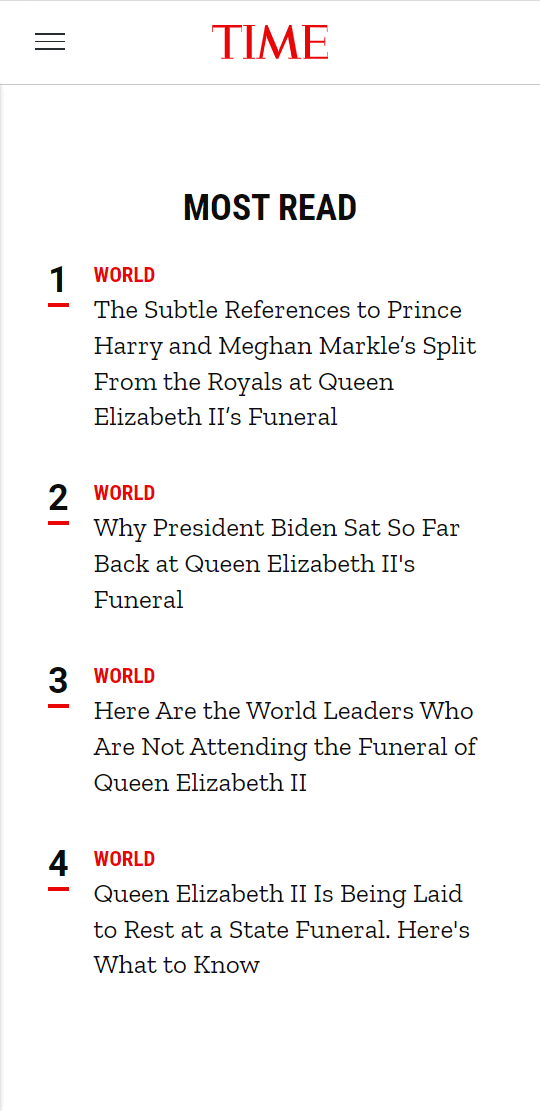 TIME
MOST READ
1
WORLD
The Subtle References to Prince
Harry and Meghan Markle’s Split
From the Royals at Queen
Elizabeth II’s Funeral
2
WORLD
Why President Biden Sat So Far
Back at Queen Elizabeth II's
Funeral
3
WORLD
Here Are the World Leaders Who
Are Not Attending the Funeral of
Queen Elizabeth II
4
WORLD
Queen Elizabeth II Is Being Laid
to Rest at a State Funeral. Here's
What to Know